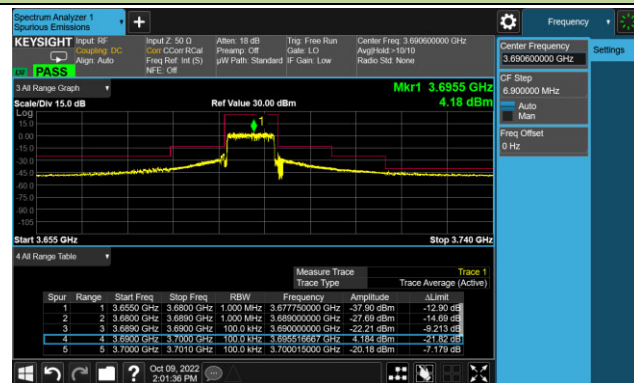 Spectrum Analyzer 1
Spurious Emissions
Frequency
KEYSIGHT Input: RF
Coupling: DC
Align: Auto
Input Z: 50 Ω
Corr CCorr RCal
Freq Ref: Int (S)
NFE: Off
Atten: 18 dB
Preamp: Off
µW Path: Standard
Trig: Free Run
Gate: LO
IF Gain: Low
Center Freq: 3.690600000 GHz
Avg|Hold:>10/10
Radio Std: None
PASS
3 All Range Graph
Mkr1 3.6955 GHz
4.18 dBm
Scale/Div 15.0 dB
Ref Value 30.00 dBm
Log
15.0
0.00
-15.0
-30.0
-45.0
-60.0
-75.0
-90.0
-105
1
Start 3.655 GHz
Stop 3.740 GHz
4 All Range Table
Measure Trace Trace 1
Trace Type Trace Average (Active)
Spur Range Start Freq Stop Freq RBW Frequency Amplitude ΔLimit
1 1 3.6550 GHz 3.6800 GHz 1.000 MHz 3.677750000 GHz -37.90 dBm -12.90 dB
2 2 3.6800 GHz 3.6890 GHz 1.000 MHz 3.689000000 GHz -27.69 dBm -14.69 dB
3 3 3.6890 GHz 3.6900 GHz 100.0 kHz 3.690000000 GHz -22.21 dBm -9.213 dB
4 4 3.6900 GHz 3.7000 GHz 100.0 kHz 3.695516667 GHz 4.184 dBm -21.82 dB
5 5 3.7000 GHz 3.7010 GHz 100.0 kHz 3.700015000 GHz -20.18 dBm -7.179 dB
Center Frequency
3.690600000 GHz
Settings
CF Step
6.900000 MHz
Auto
Man
Freq Offset
0 Hz
Oct 09, 2022
2:01:36 PM